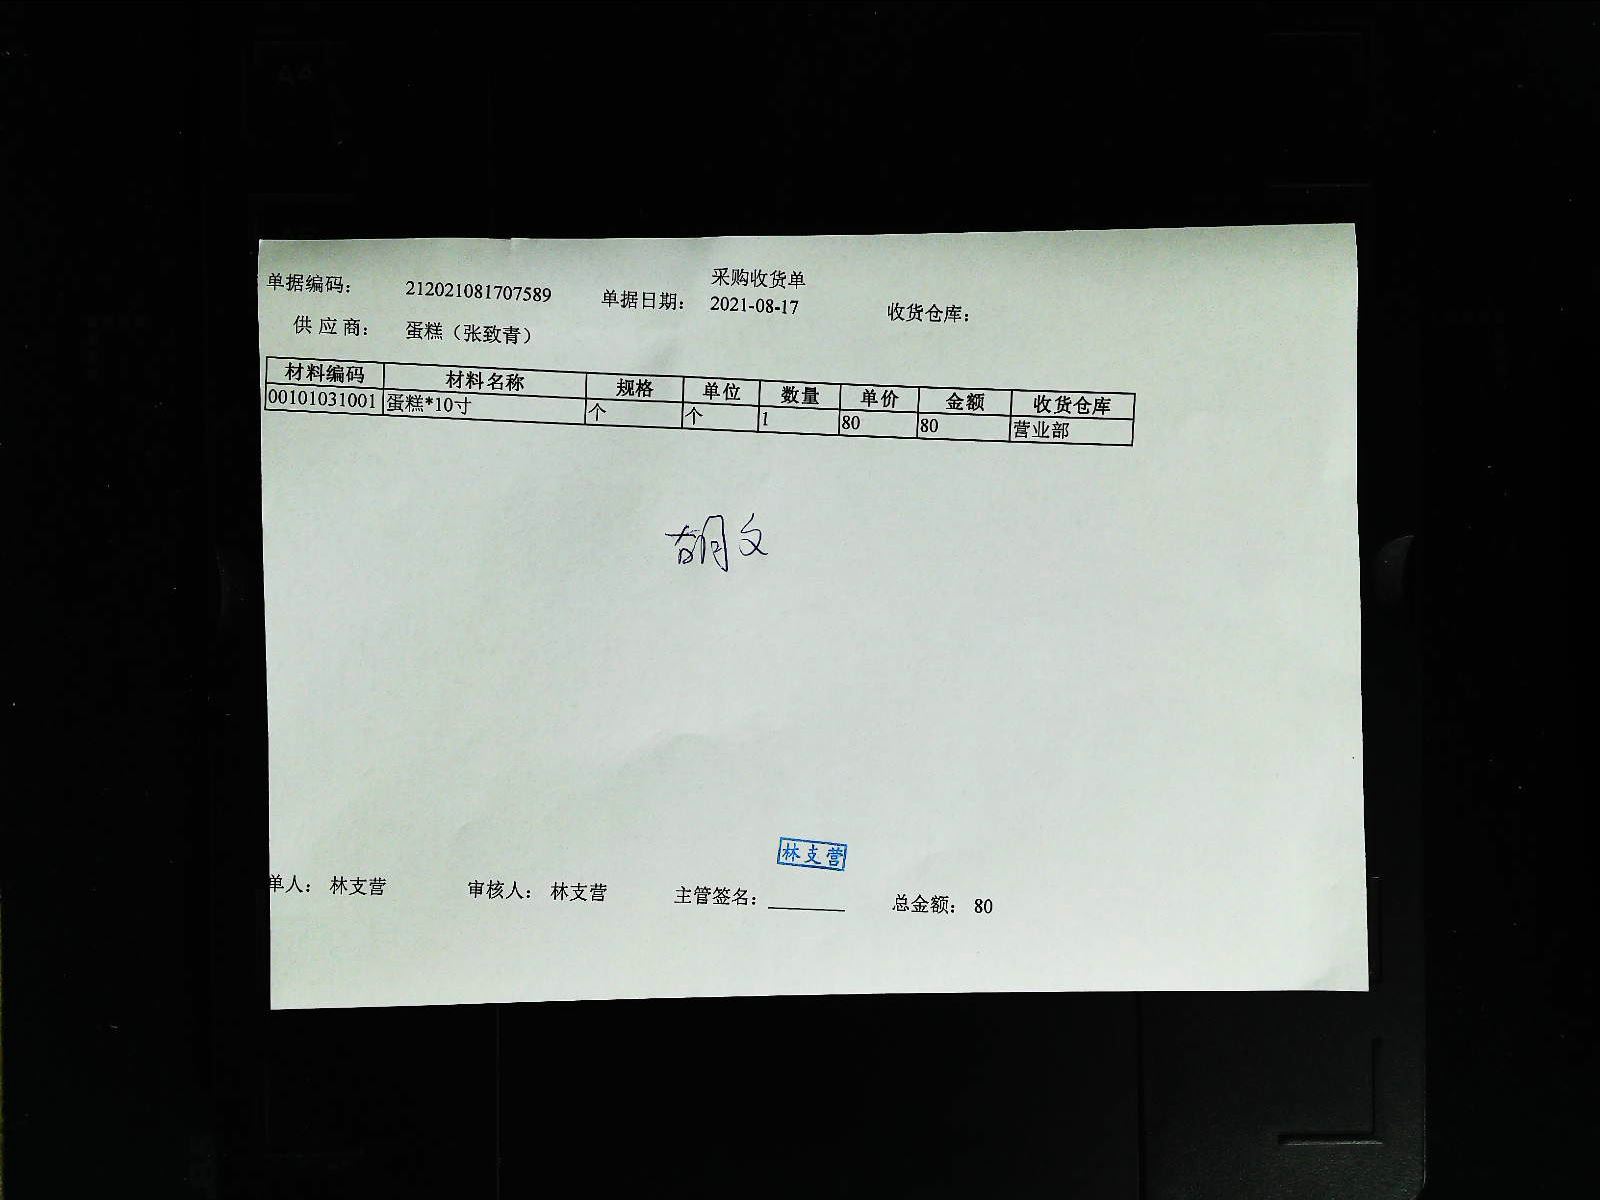 采购收货单
单据编码： 212021081707589 单据日期： 2021-08-17 收货仓库：
供 应 商： 蛋糕（张致青）
材料编码 材料名称 规格 单位 数量 单价 金额 收货仓库
00101031001 蛋糕*10寸 个 个 1 80 80 营业部
胡文
林支营
单人： 林支营 审核人： 林支营 主管签名： 总金额： 80